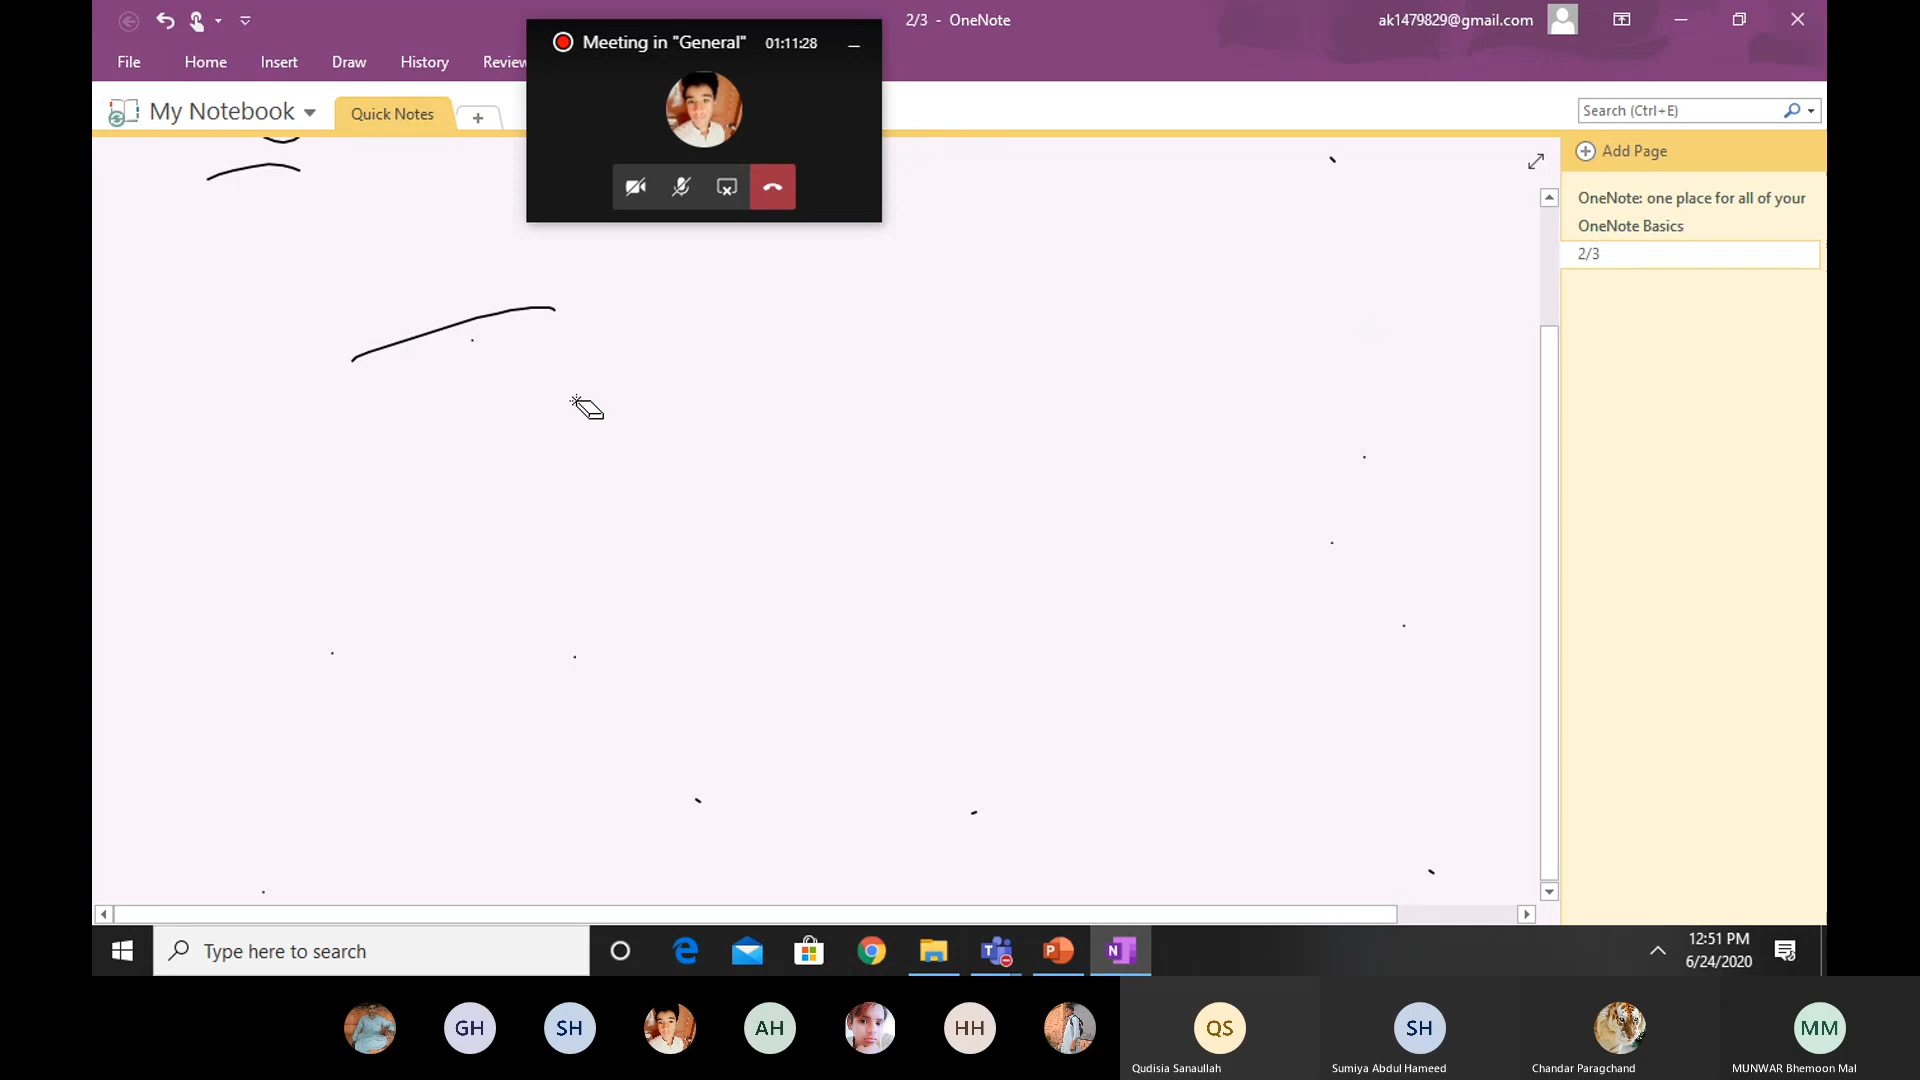 2/3 - OneNote
ak1479829@gmail.com
Meeting in "General" 01:11:28
File Home Insert Draw History Review
My Notebook Quick Notes
Search (Ctrl+E)
Add Page
OneNote: one place for all of your
OneNote Basics
2/3
Type here to search
12:51 PM
6/24/2020
GH SH AH HH QS SH MM
Qudisia Sanaullah Sumiya Abdul Hameed Chandar Paragchand MUNWAR Bhemoon Mal